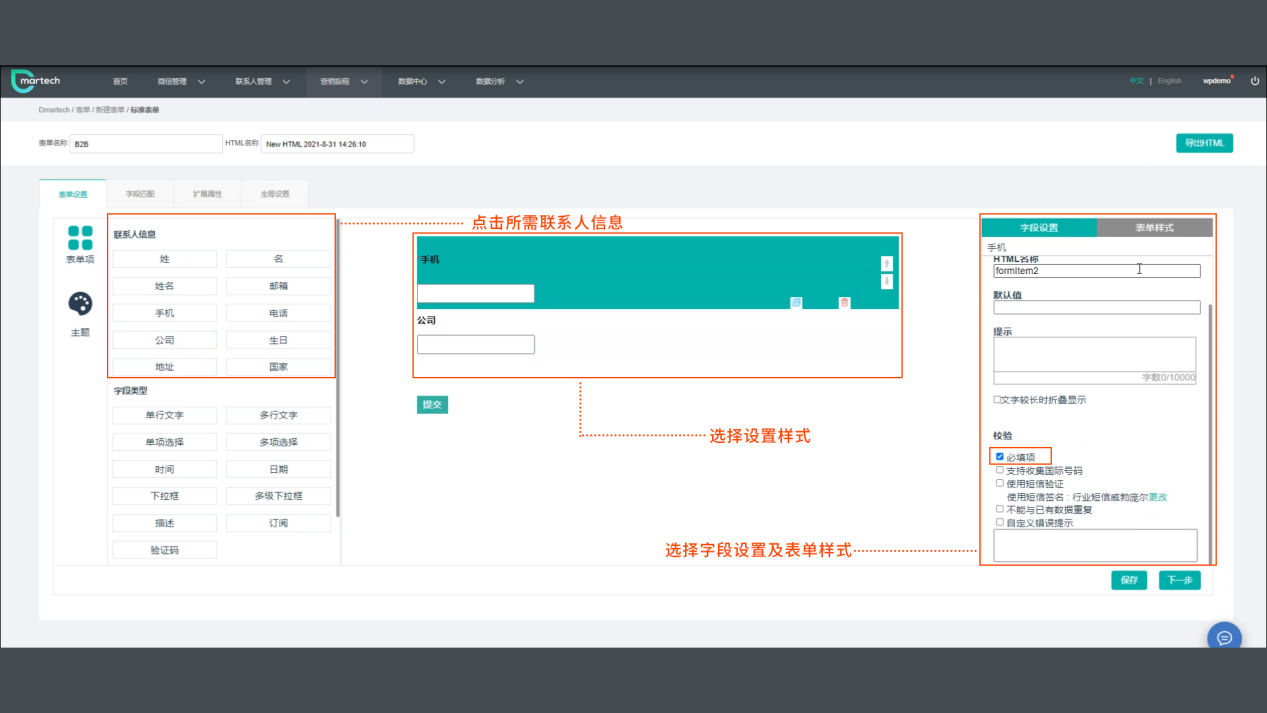 martech
首页
微信管理
联系人管理
营销旅程
数据中心
数据分析
中文 | English
wpdemo
Dmartech / 表单 / 新建表单 / 标准表单
表单名称 B2B
HTML名称 New HTML 2021-8-31 14:26:10
导出HTML
表单设置
字段匹配
扩展属性
全局设置
表单项
主题
联系人信息
姓 名
姓名 邮箱
手机 电话
公司 生日
地址 国家
字段类型
单行文字 多行文字
单项选择 多项选择
时间 日期
下拉框 多级下拉框
描述 订阅
验证码
点击所需联系人信息
手机
公司
提交
选择设置样式
选择字段设置及表单样式
字段设置 表单样式
手机
HTML名称
formItem2
默认值
提示
字数0/10000
文字较长时折叠显示
校验
必填项
支持收集国际号码
使用短信验证
使用短信签名：行业短信威勃庞尔更改
不能与已有数据重复
自定义错误提示
保存 下一步